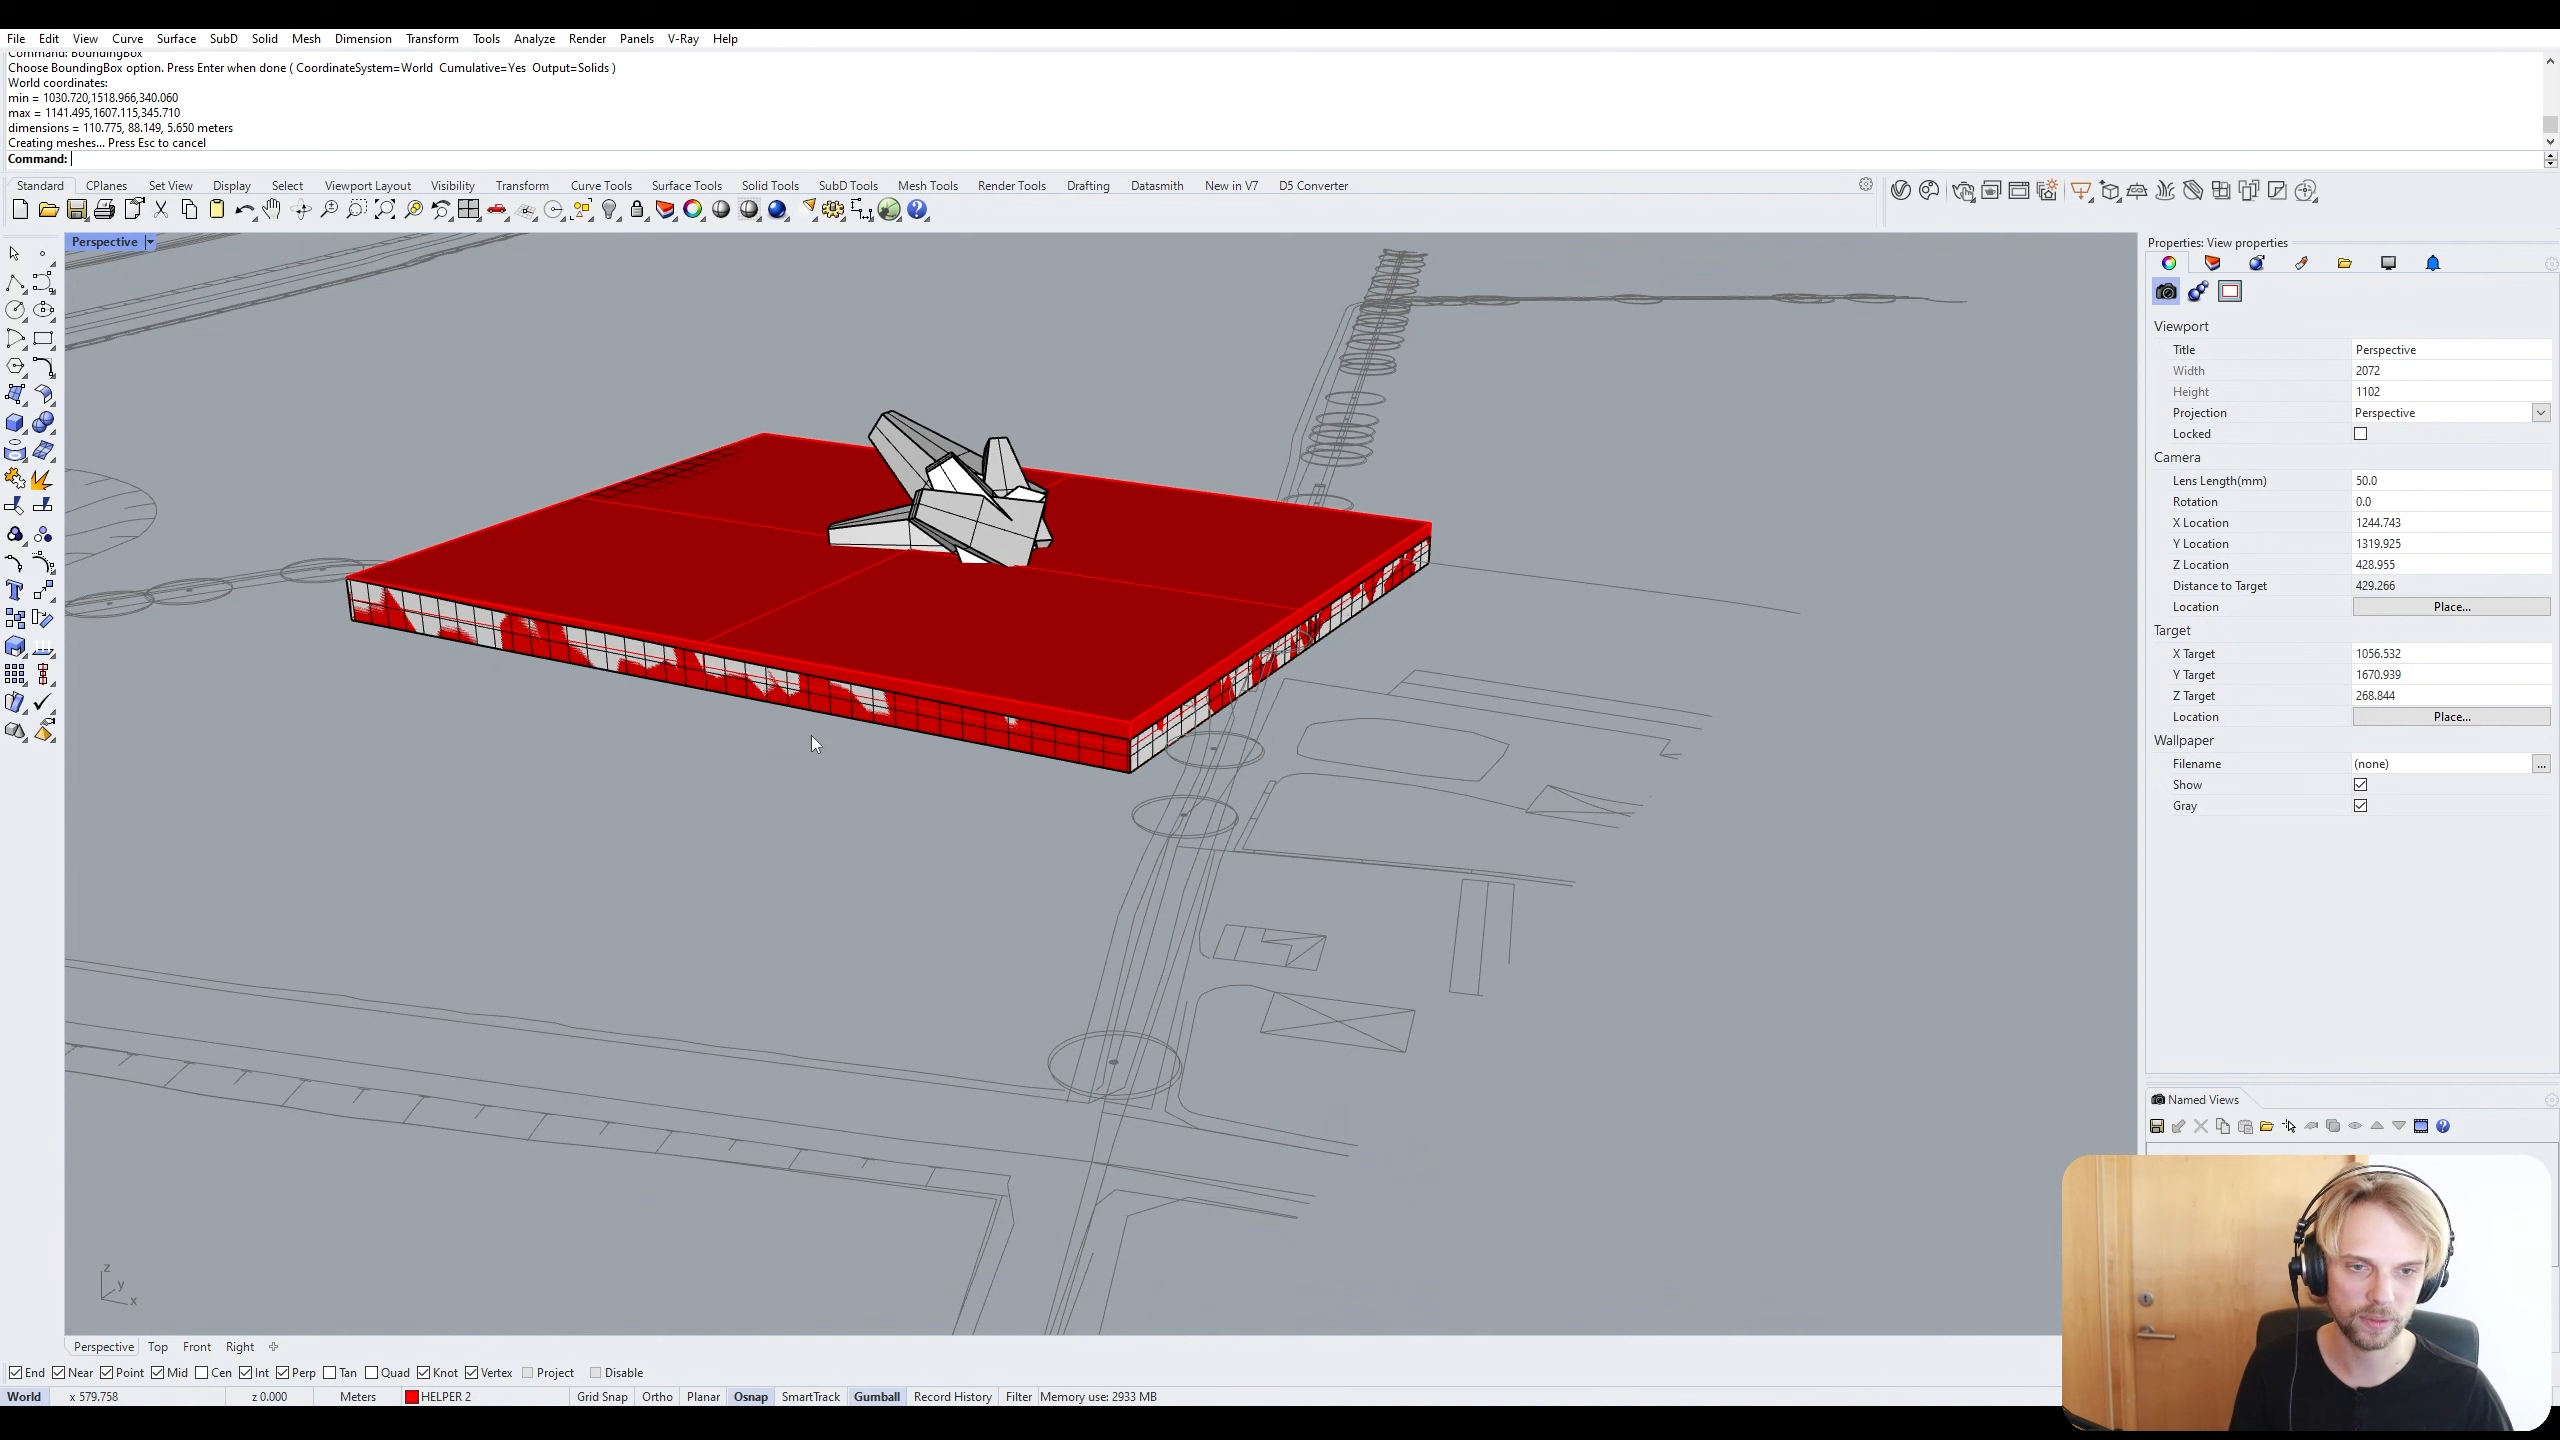 File Edit View Curve Surface SubD Solid Mesh Dimension Transform Tools Analyze Render Panels V-Ray Help
Command: BoundingBox
Choose BoundingBox option. Press Enter when done ( CoordinateSystem=World Cumulative=Yes Output=Solids )
World coordinates:
min = 1030.720,1518.966,340.060
max = 1141.495,1607.115,345.710
dimensions = 110.775, 88.149, 5.650 meters
Creating meshes... Press Esc to cancel
Command:
Standard CPlanes Set View Display Select Viewport Layout Visibility Transform Curve Tools Surface Tools Solid Tools SubD Tools Mesh Tools Render Tools Drafting Datasmith New in V7 D5 Converter
Perspective
Properties: View properties
Viewport
Title Perspective
Width 2072
Height 1102
Projection Perspective
Locked
Camera
Lens Length(mm) 50.0
Rotation 0.0
X Location 1244.743
Y Location 1319.925
Z Location 428.955
Distance to Target 429.266
Location Place...
Target
X Target 1056.532
Y Target 1670.939
Z Target 268.844
Location Place...
Wallpaper
Filename (none) ...
Show
Gray
Named Views
z
y
x
Perspective Top Front Right
End Near Point Mid Cen Int Perp Tan Quad Knot Vertex Project Disable
World x 579.758 z 0.000 Meters HELPER 2 Grid Snap Ortho Planar Osnap SmartTrack Gumball Record History Filter Memory use: 2933 MB